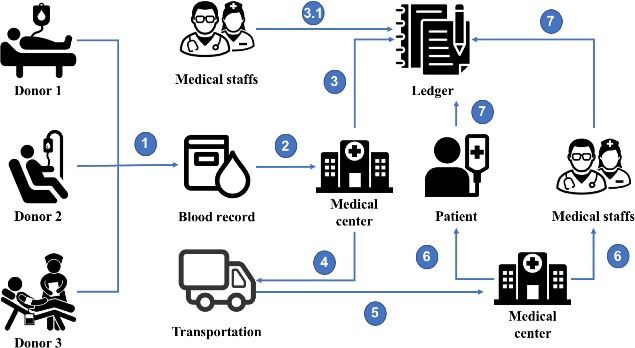 3.1
7
Medical staffs
Ledger
Donor 1
3
7
1
2
Donor 2
Blood record
Medical
center
Patient
Medical staffs
4
6
6
5
Donor 3
Transportation
Medical
center